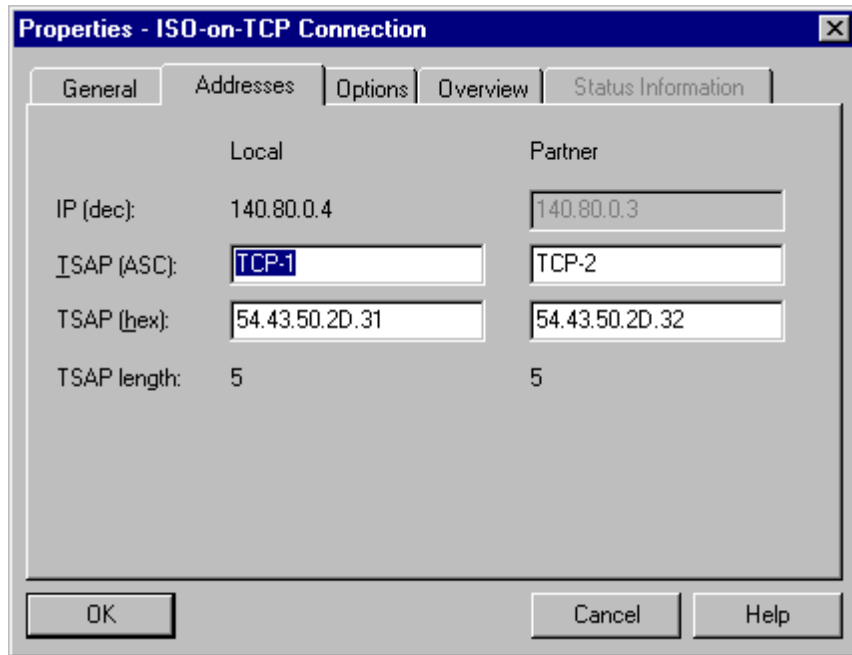 Properties - ISO-on-TCP Connection
General Addresses Options Overview Status Information
Local Partner
IP (dec): 140.80.0.4 140.80.0.3
TSAP (ASC): TCP-1 TCP-2
TSAP (hex): 54.43.50.2D.31 54.43.50.2D.32
TSAP length: 5 5
OK Cancel Help